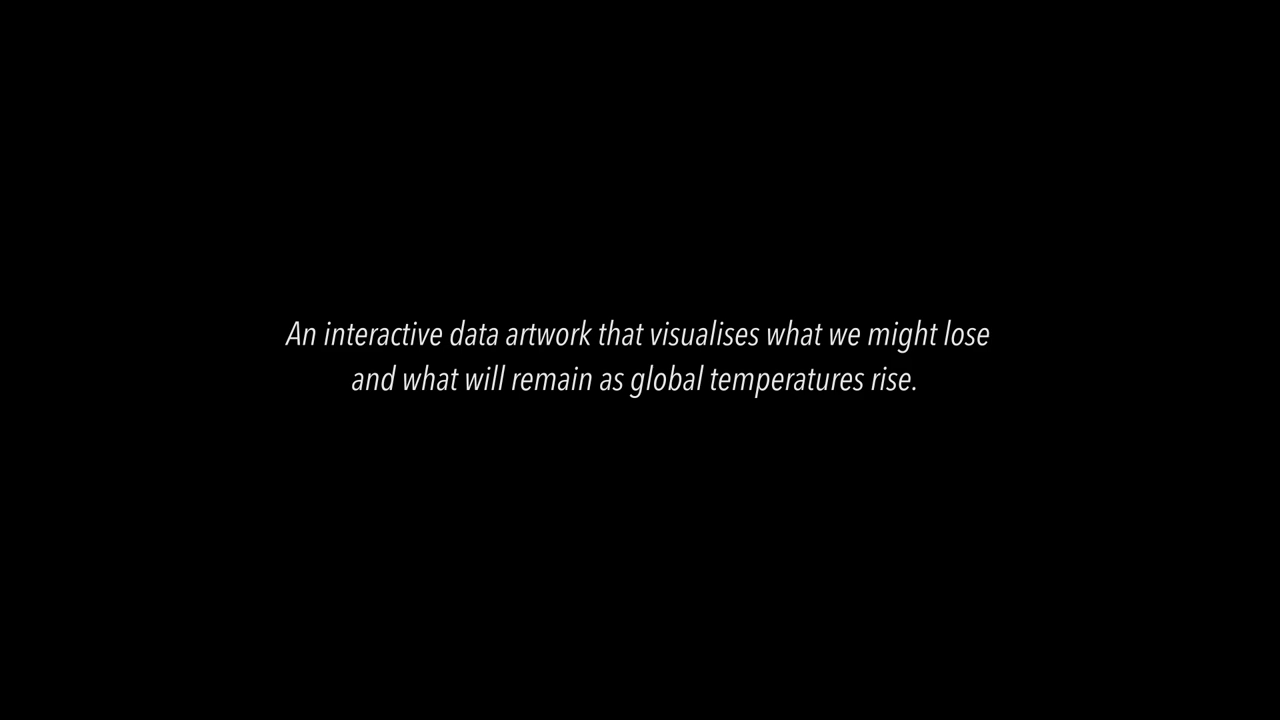 An interactive data artwork that visualises what we might lose
and what will remain as global temperatures rise.